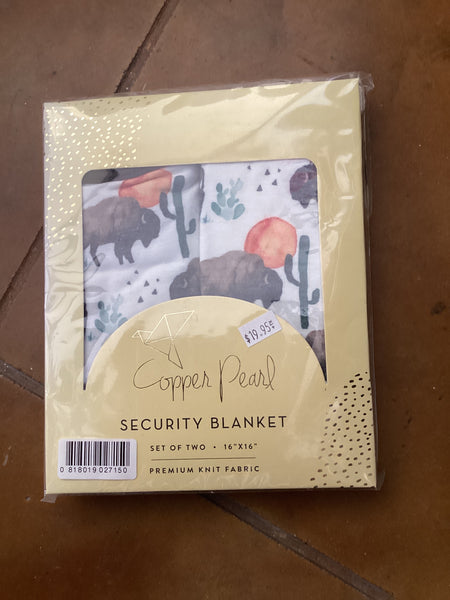 $19.95
Copper Pearl
SECURITY BLANKET
SET OF TWO • 16"X16"
PREMIUM KNIT FABRIC
0 818019 027150